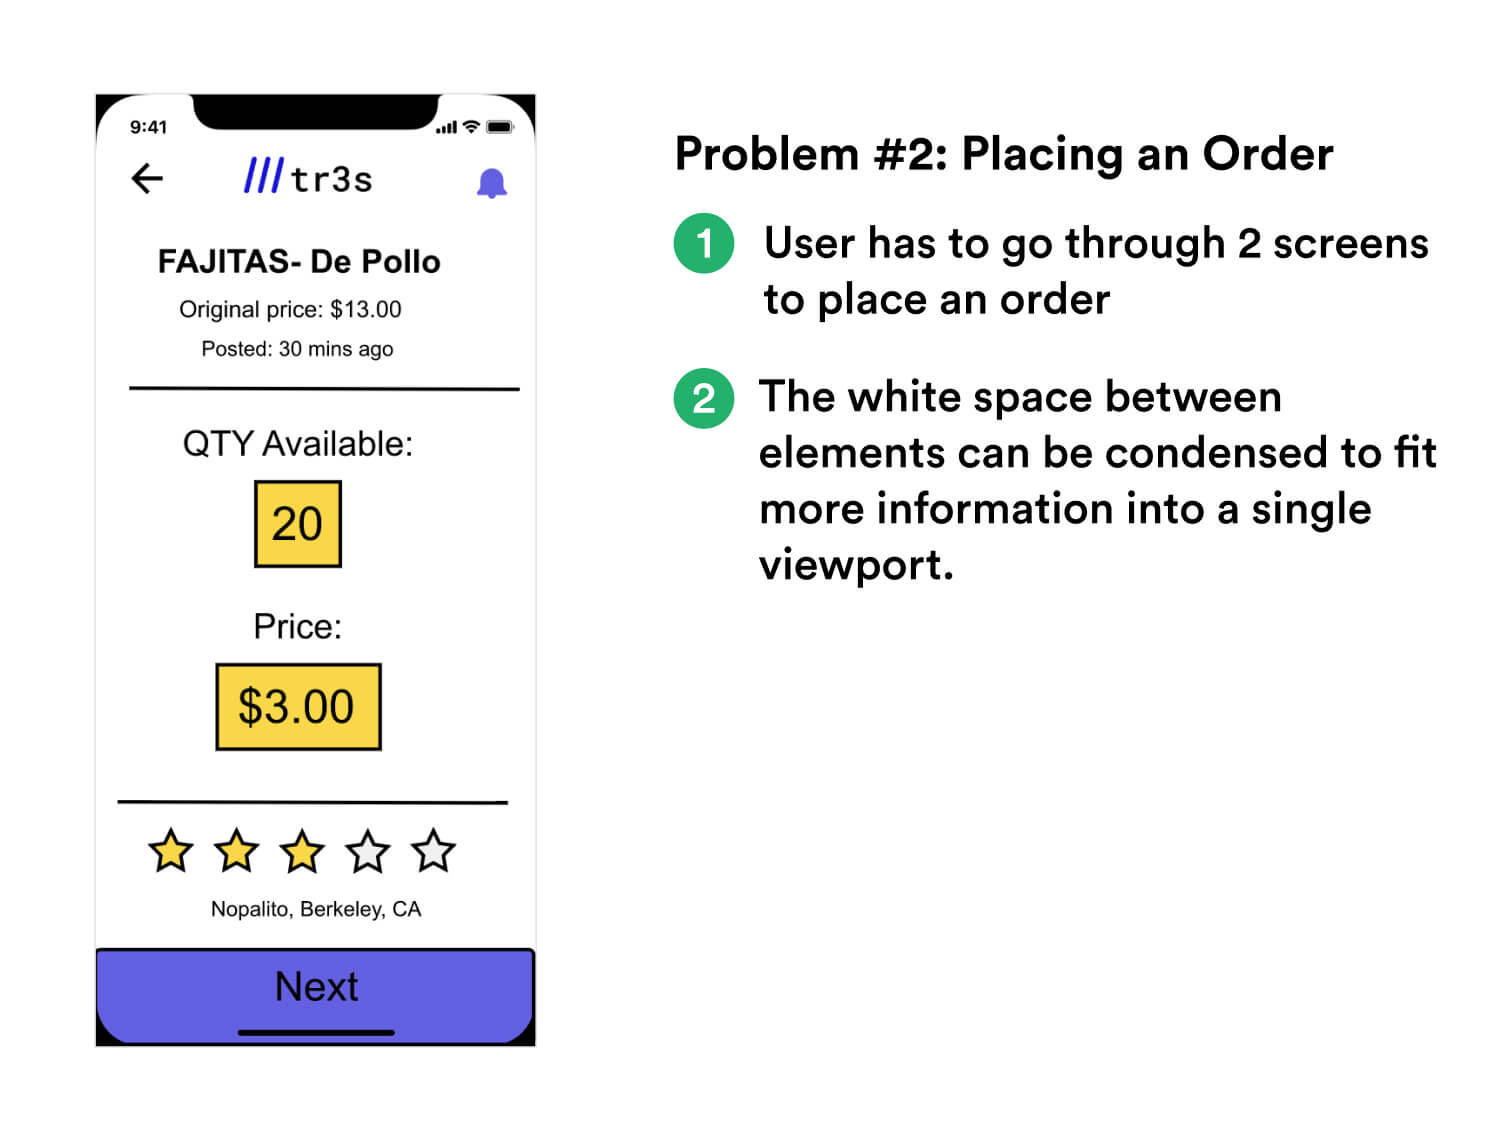 9:41
tr3s
FAJITAS- De Pollo
Original price: $13.00
Posted: 30 mins ago
QTY Available:
20
Price:
$3.00
Nopalito, Berkeley, CA
Next
Problem #2: Placing an Order
1 User has to go through 2 screens
to place an order
2 The white space between
elements can be condensed to fit
more information into a single
viewport.